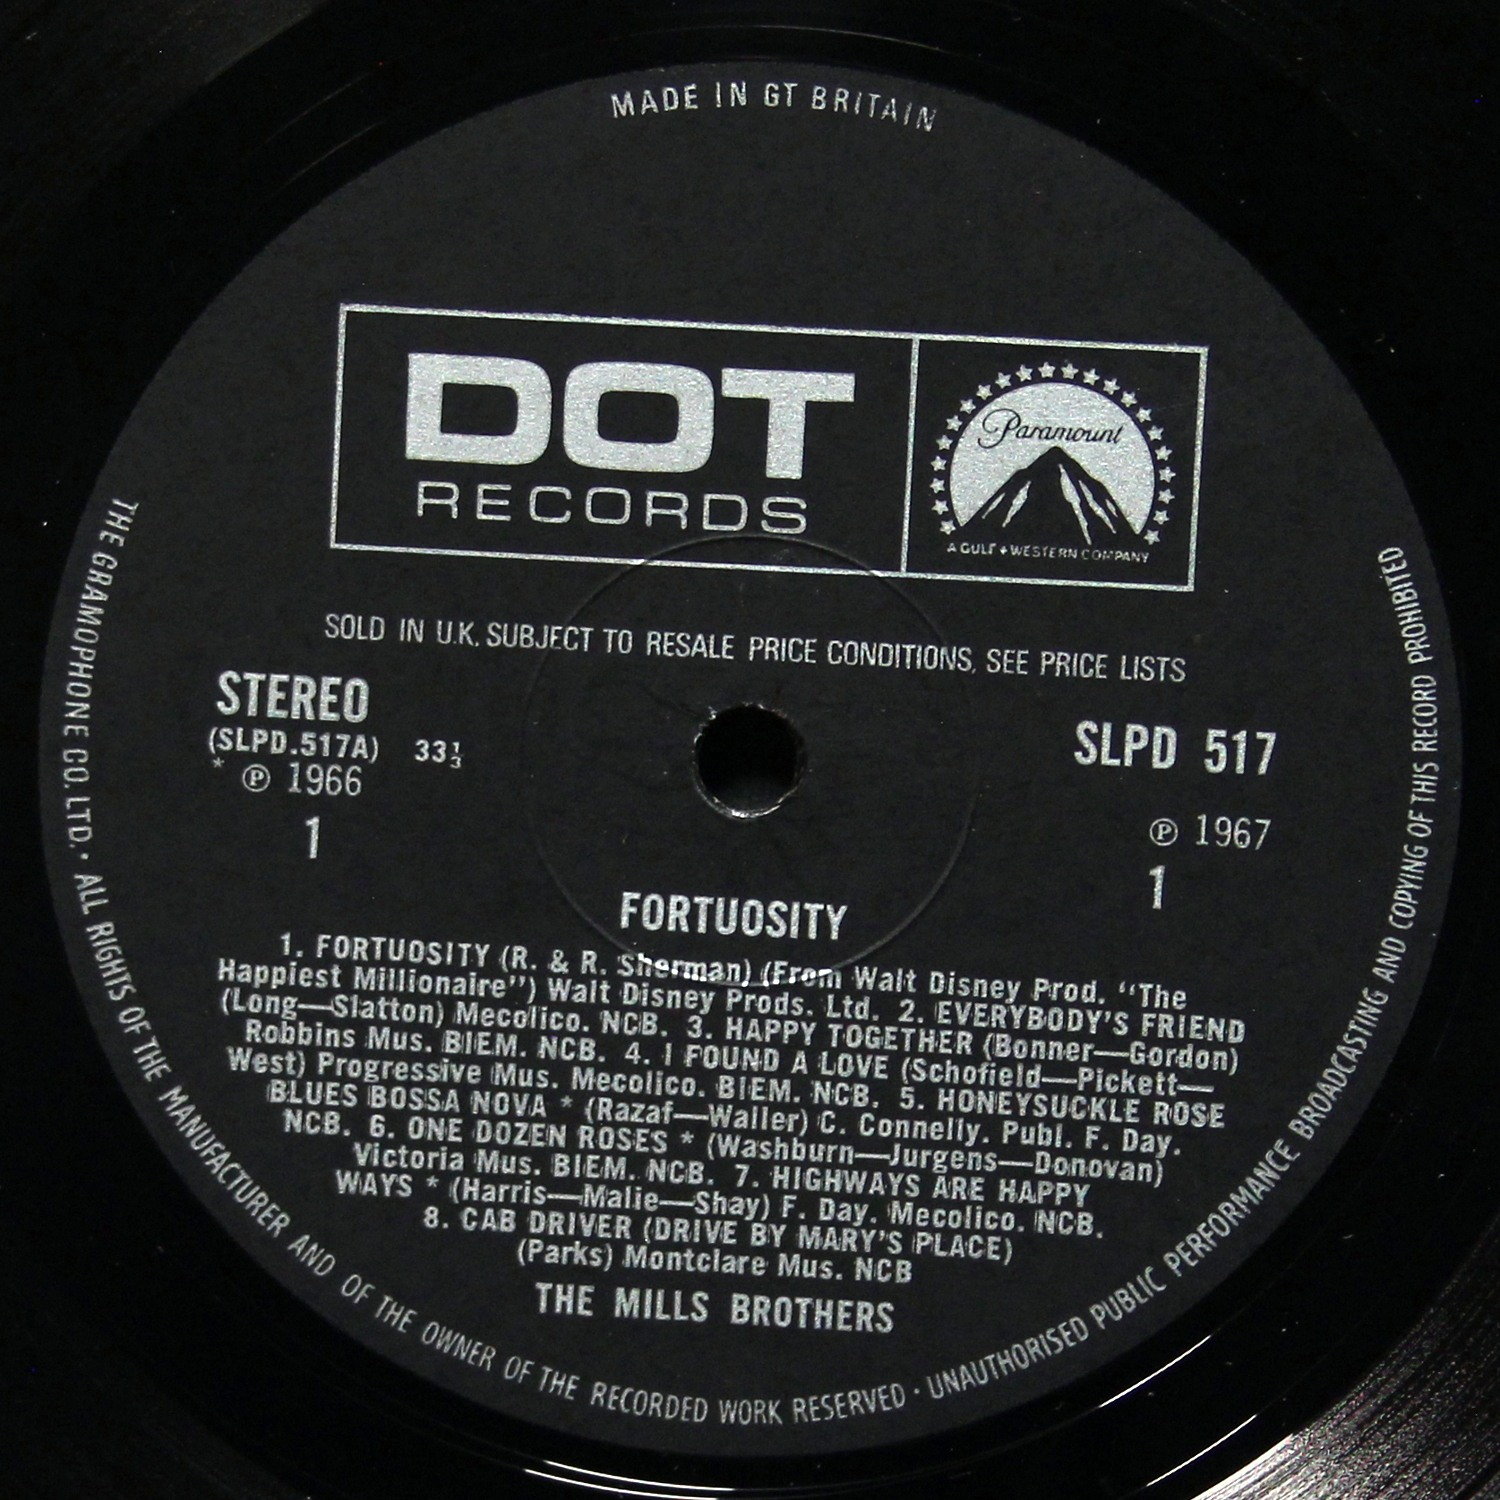 MADE IN GT BRITAIN
DOT
RECORDS
Paramount
A GULF + WESTERN COMPANY
SOLD IN U.K. SUBJECT TO RESALE PRICE CONDITIONS, SEE PRICE LISTS
STEREO
(SLPD.517A) 33⅓
* ℗ 1966
1
SLPD 517
℗ 1967
1
FORTUOSITY
1. FORTUOSITY (R. & R. Sherman) (From Walt Disney Prod. “The
Happiest Millionaire”) Walt Disney Prods. Ltd. 2. EVERYBODY’S FRIEND
(Long—Slatton) Mecolico. NCB. 3. HAPPY TOGETHER (Bonner—Gordon)
Robbins Mus. BIEM. NCB. 4. I FOUND A LOVE (Schofield—Pickett—
West) Progressive Mus. Mecolico. BIEM. NCB. 5. HONEYSUCKLE ROSE
BLUES BOSSA NOVA * (Razaf—Waller) C. Connelly. Publ. F. Day.
NCB. 6. ONE DOZEN ROSES * (Washburn—Jurgens—Donovan)
Victoria Mus. BIEM. NCB. 7. HIGHWAYS ARE HAPPY
WAYS * (Harris—Malie—Shay) F. Day. Mecolico. NCB.
8. CAB DRIVER (DRIVE BY MARY’S PLACE)
(Parks) Montclare Mus. NCB
THE MILLS BROTHERS
THE GRAMOPHONE CO. LTD. · ALL RIGHTS OF THE MANUFACTURER AND OF THE OWNER OF THE RECORDED WORK RESERVED · UNAUTHORISED PUBLIC PERFORMANCE BROADCASTING AND COPYING OF THIS RECORD PROHIBITED